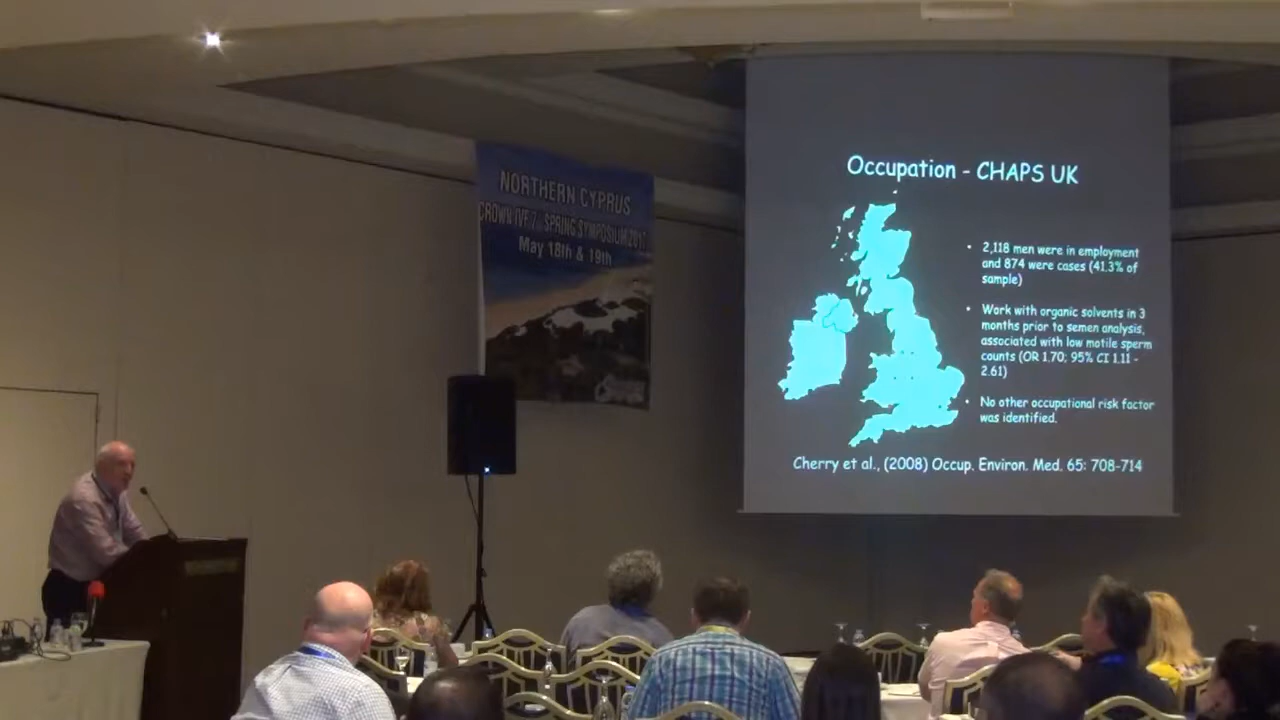 NORTHERN CYPRUS
CROWN IVF 7. SPRING SYMPOSIUM
May 18th & 19th
Occupation - CHAPS UK
• 2,118 men were in employment
and 874 were cases (41.3% of
sample)
• Work with organic solvents in 3
months prior to semen analysis,
associated with low motile sperm
counts (OR 1.70; 95% CI 1.11 -
2.61)
• No other occupational risk factor
was identified.
Cherry et al., (2008) Occup. Environ. Med. 65: 708-714